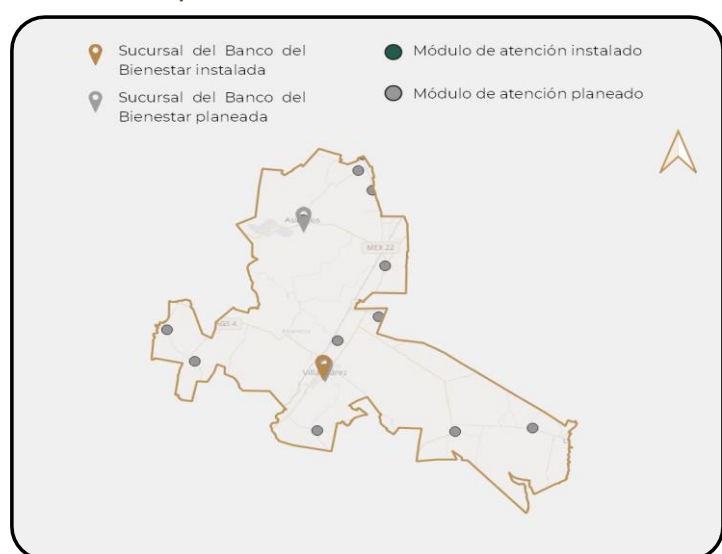 Sucursal del Banco del
Bienestar instalada
Sucursal del Banco del
Bienestar planeada
Módulo de atención instalado
Módulo de atención planeado
MEX 22